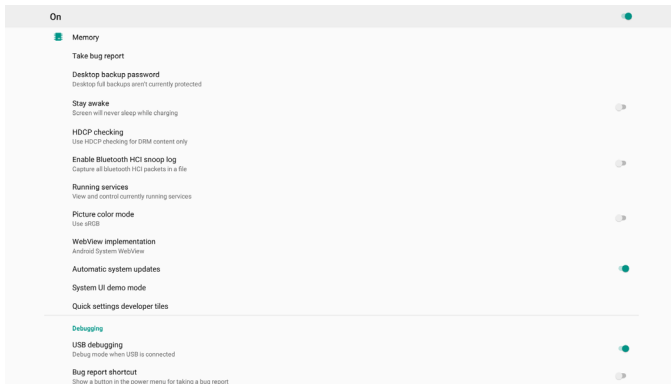 On
Memory
Take bug report
Desktop backup password
Desktop full backups aren't currently protected
Stay awake
Screen will never sleep while charging
HDCP checking
Use HDCP checking for DRM content only
Enable Bluetooth HCI snoop log
Capture all bluetooth HCI packets in a file
Running services
View and control currently running services
Picture color mode
Use sRGB
WebView implementation
Android System WebView
Automatic system updates
System UI demo mode
Quick settings developer tiles
Debugging
USB debugging
Debug mode when USB is connected
Bug report shortcut
Show a button in the power menu for taking a bug report